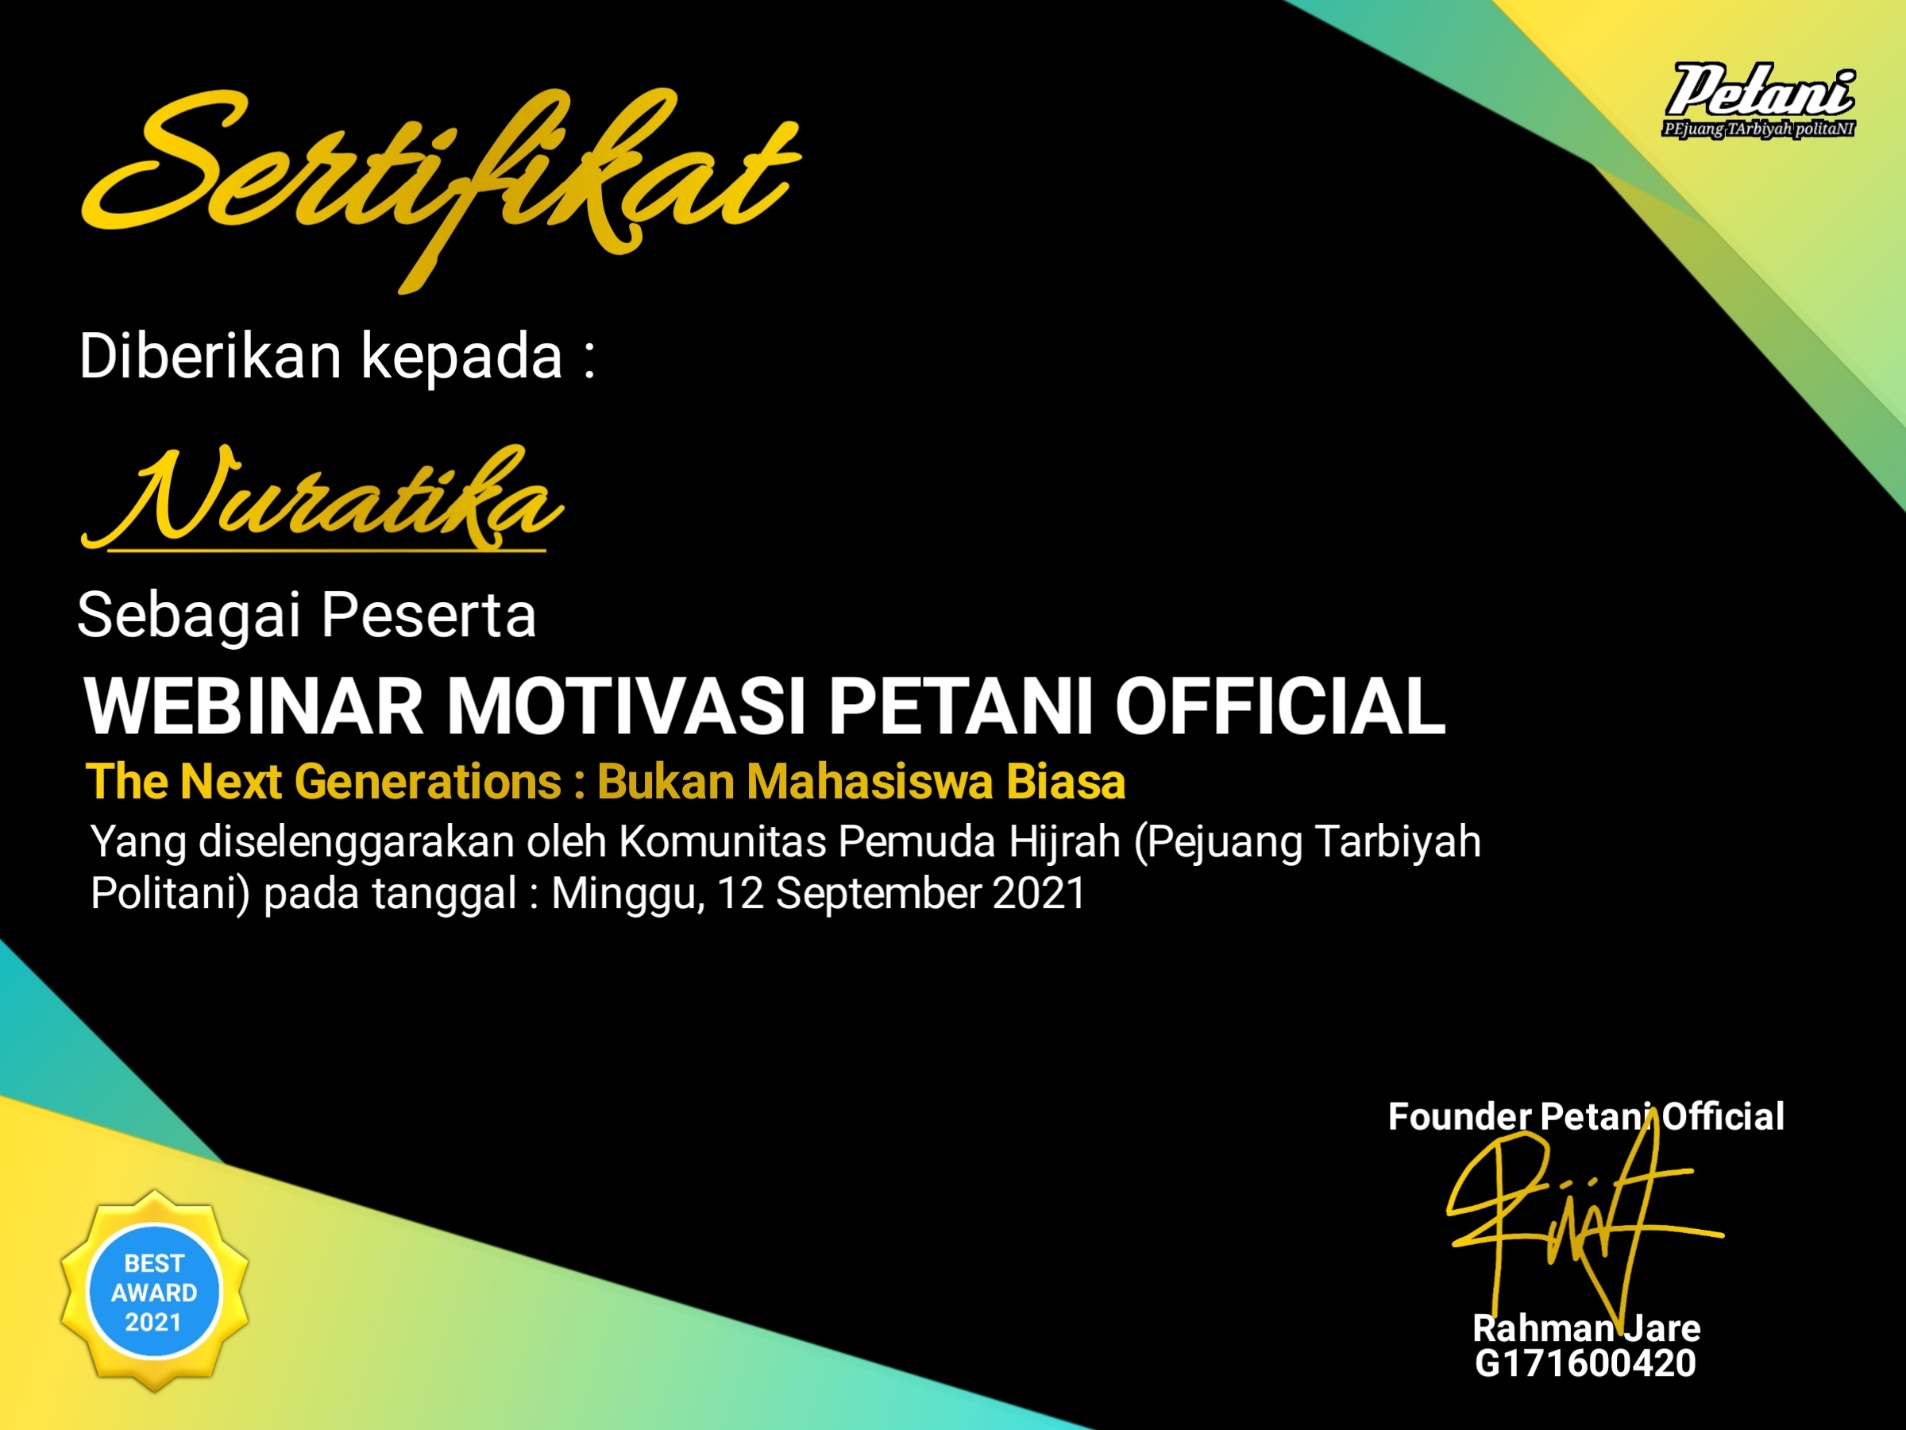 Petani
PEjuang TArbiyah politaNI
Sertifikat
Diberikan kepada :
Nuratika
Sebagai Peserta
WEBINAR MOTIVASI PETANI OFFICIAL
The Next Generations : Bukan Mahasiswa Biasa
Yang diselenggarakan oleh Komunitas Pemuda Hijrah (Pejuang Tarbiyah
Politani) pada tanggal : Minggu, 12 September 2021
Founder Petani Official
Rahman Jare
G171600420
BEST
AWARD
2021